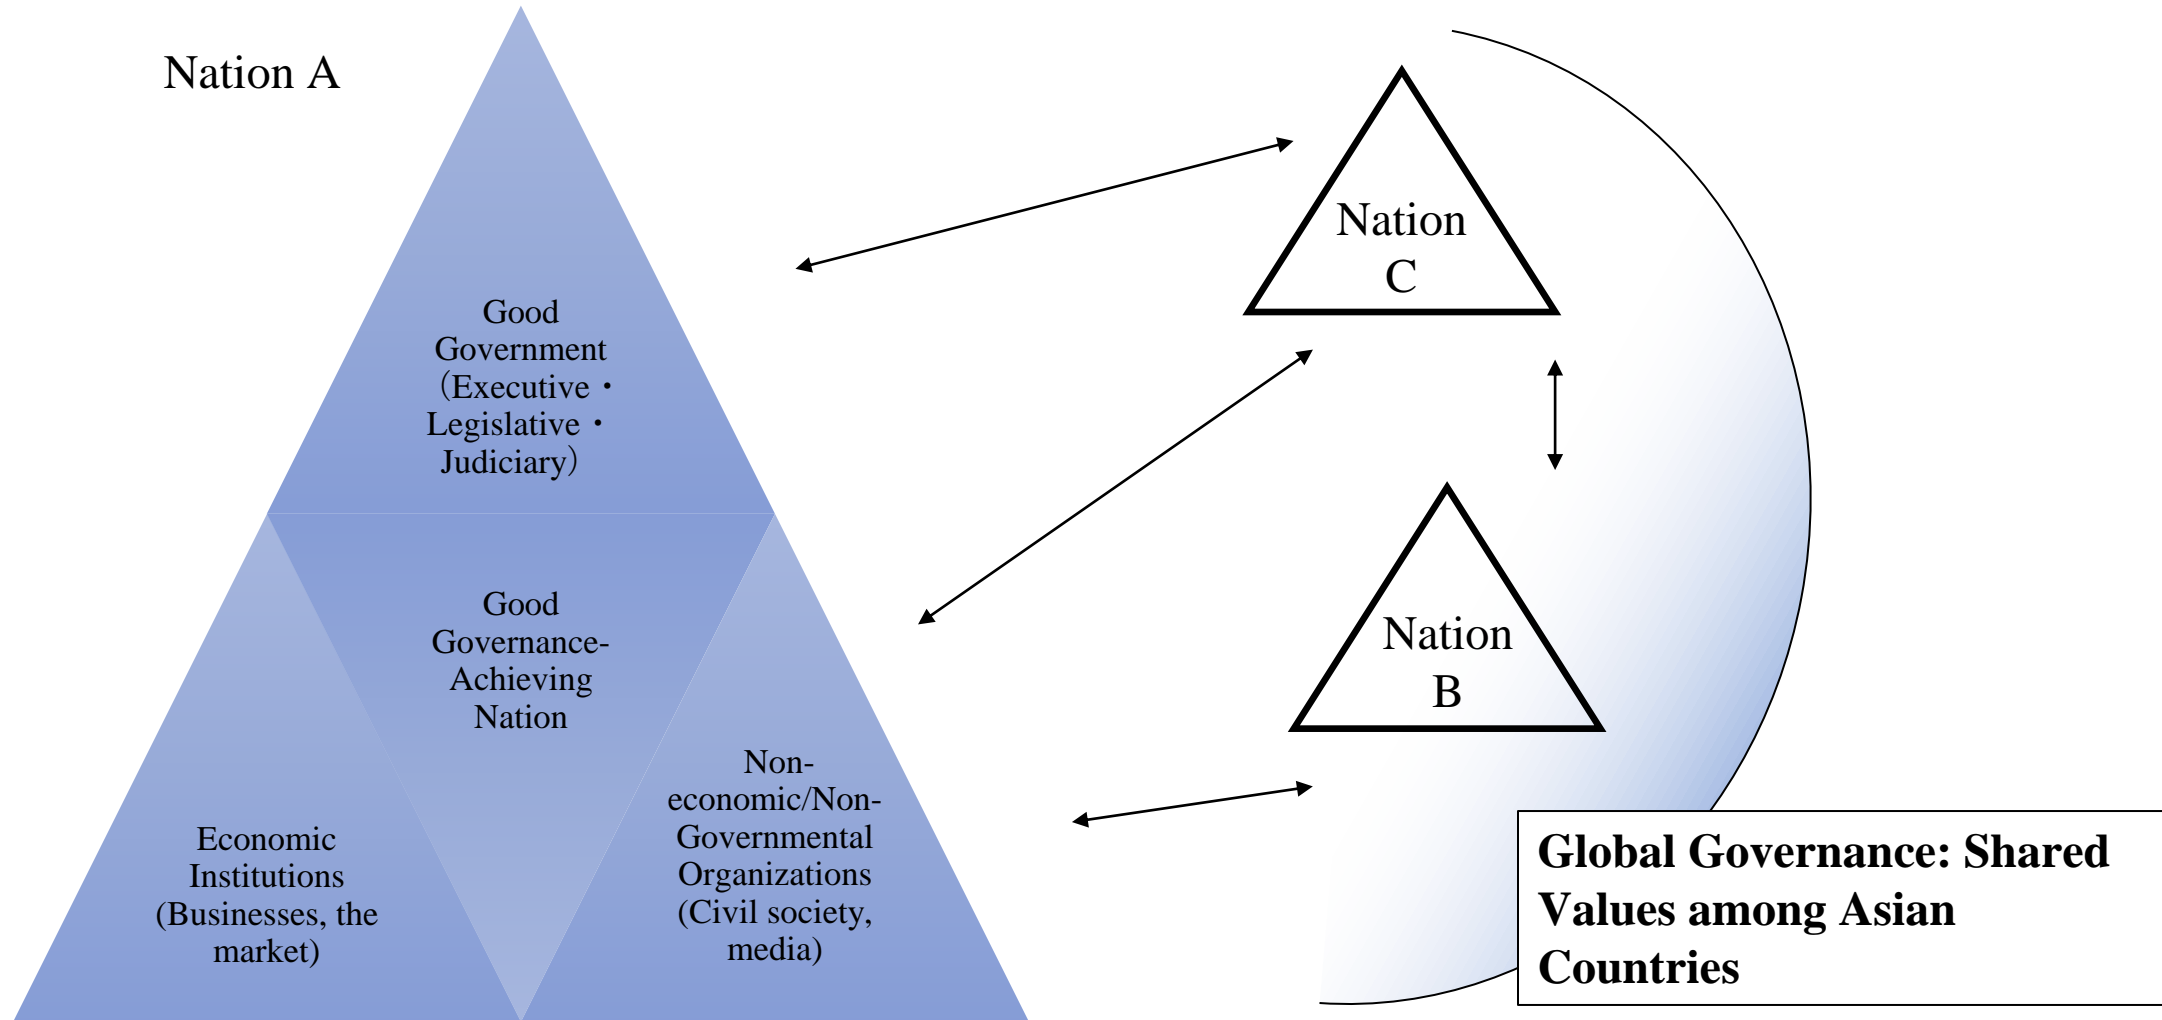 Nation A
Good
Government
（Executive・
Legislative・
Judiciary）
Good
Governance-
Achieving
Nation
Economic
Institutions
(Businesses, the
market)
Non-
economic/Non-
Governmental
Organizations
(Civil society,
media)
Nation
C
Nation
B
Global Governance: Shared
Values among Asian
Countries